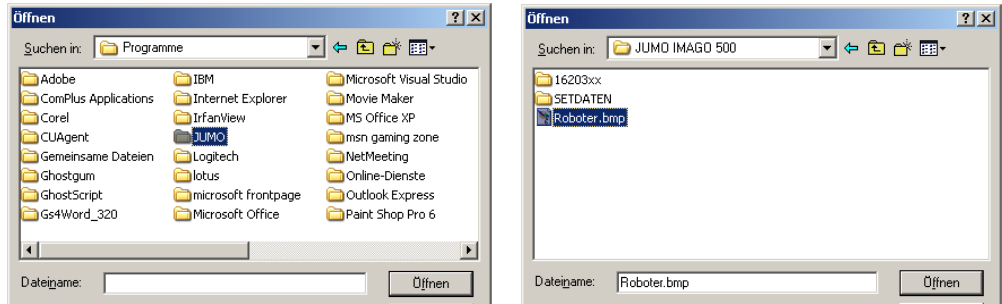 Öffnen
Suchen in: Programme
Adobe
ComPlus Applications
Corel
CUAgent
Gemeinsame Dateien
Ghostgum
GhostScript
Gs4Word_320
IBM
Internet Explorer
IrfanView
JUMO
Logitech
lotus
microsoft frontpage
Microsoft Office
Microsoft Visual Studio
Movie Maker
MS Office XP
msn gaming zone
NetMeeting
Online-Dienste
Outlook Express
Paint Shop Pro 6
Dateiname:
Öffnen
Öffnen
Suchen in: JUMO IMAGO 500
16203xx
SETDATEN
Roboter.bmp
Dateiname: Roboter.bmp
Öffnen